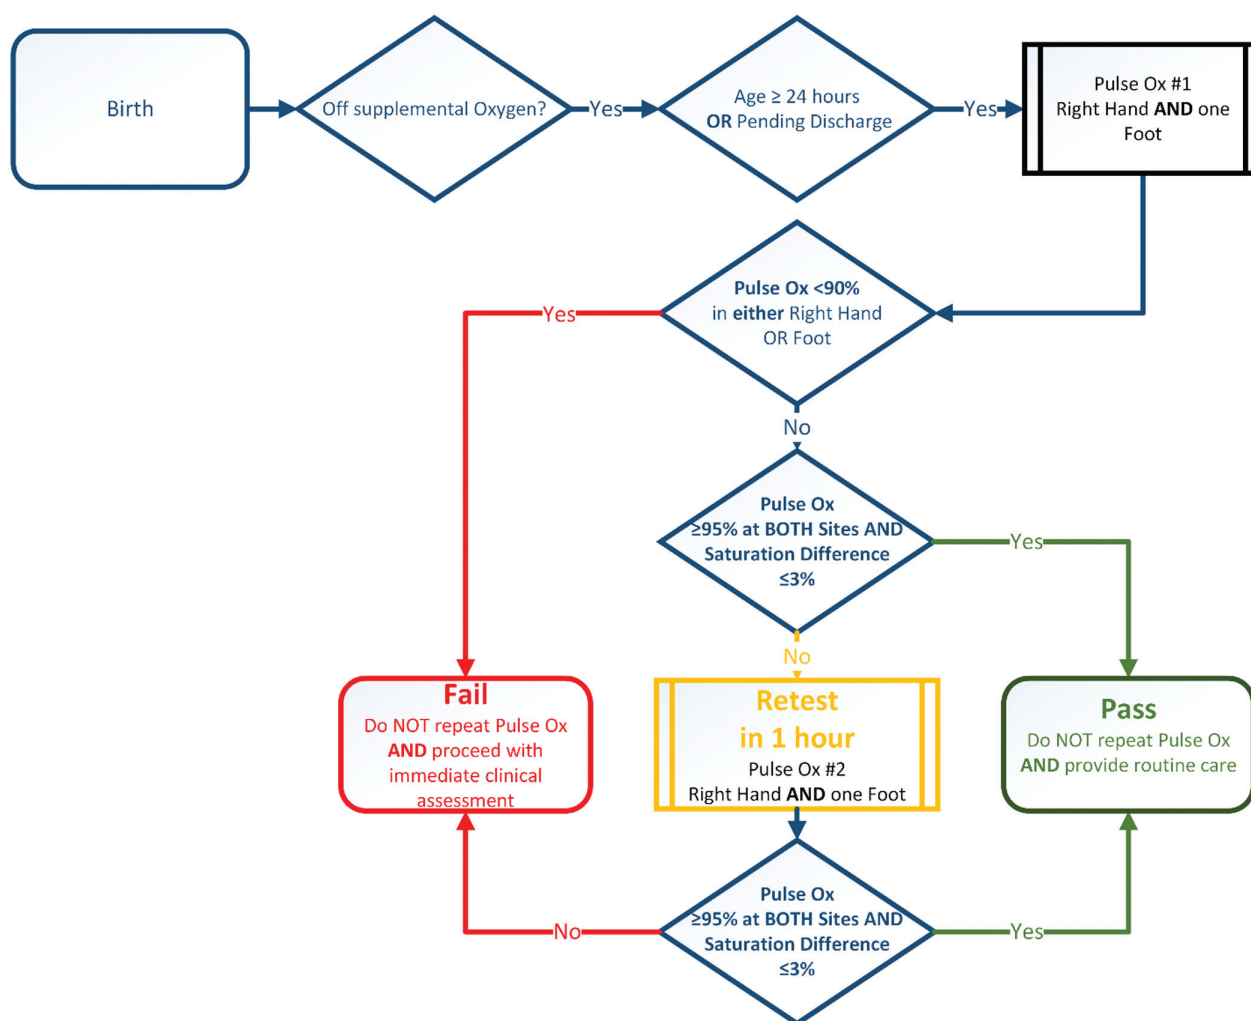 Birth
Off supplemental Oxygen?
Yes
Age ≥ 24 hours
OR Pending Discharge
Yes
Pulse Ox #1
Right Hand AND one
Foot
Pulse Ox <90%
in either Right Hand
OR Foot
Yes
No
Pulse Ox
≥95% at BOTH Sites AND
Saturation Difference
≤3%
Yes
No
Fail
Do NOT repeat Pulse Ox
AND proceed with
immediate clinical
assessment
Retest
in 1 hour
Pulse Ox #2
Right Hand AND one Foot
Pass
Do NOT repeat Pulse Ox
AND provide routine care
Pulse Ox
≥95% at BOTH Sites AND
Saturation Difference
≤3%
No
Yes